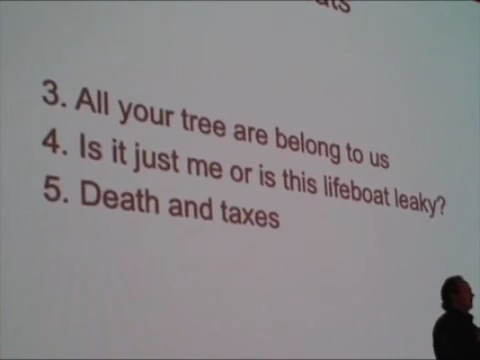 3. All your tree are belong to us
4. Is it just me or is this lifeboat leaky?
5. Death and taxes